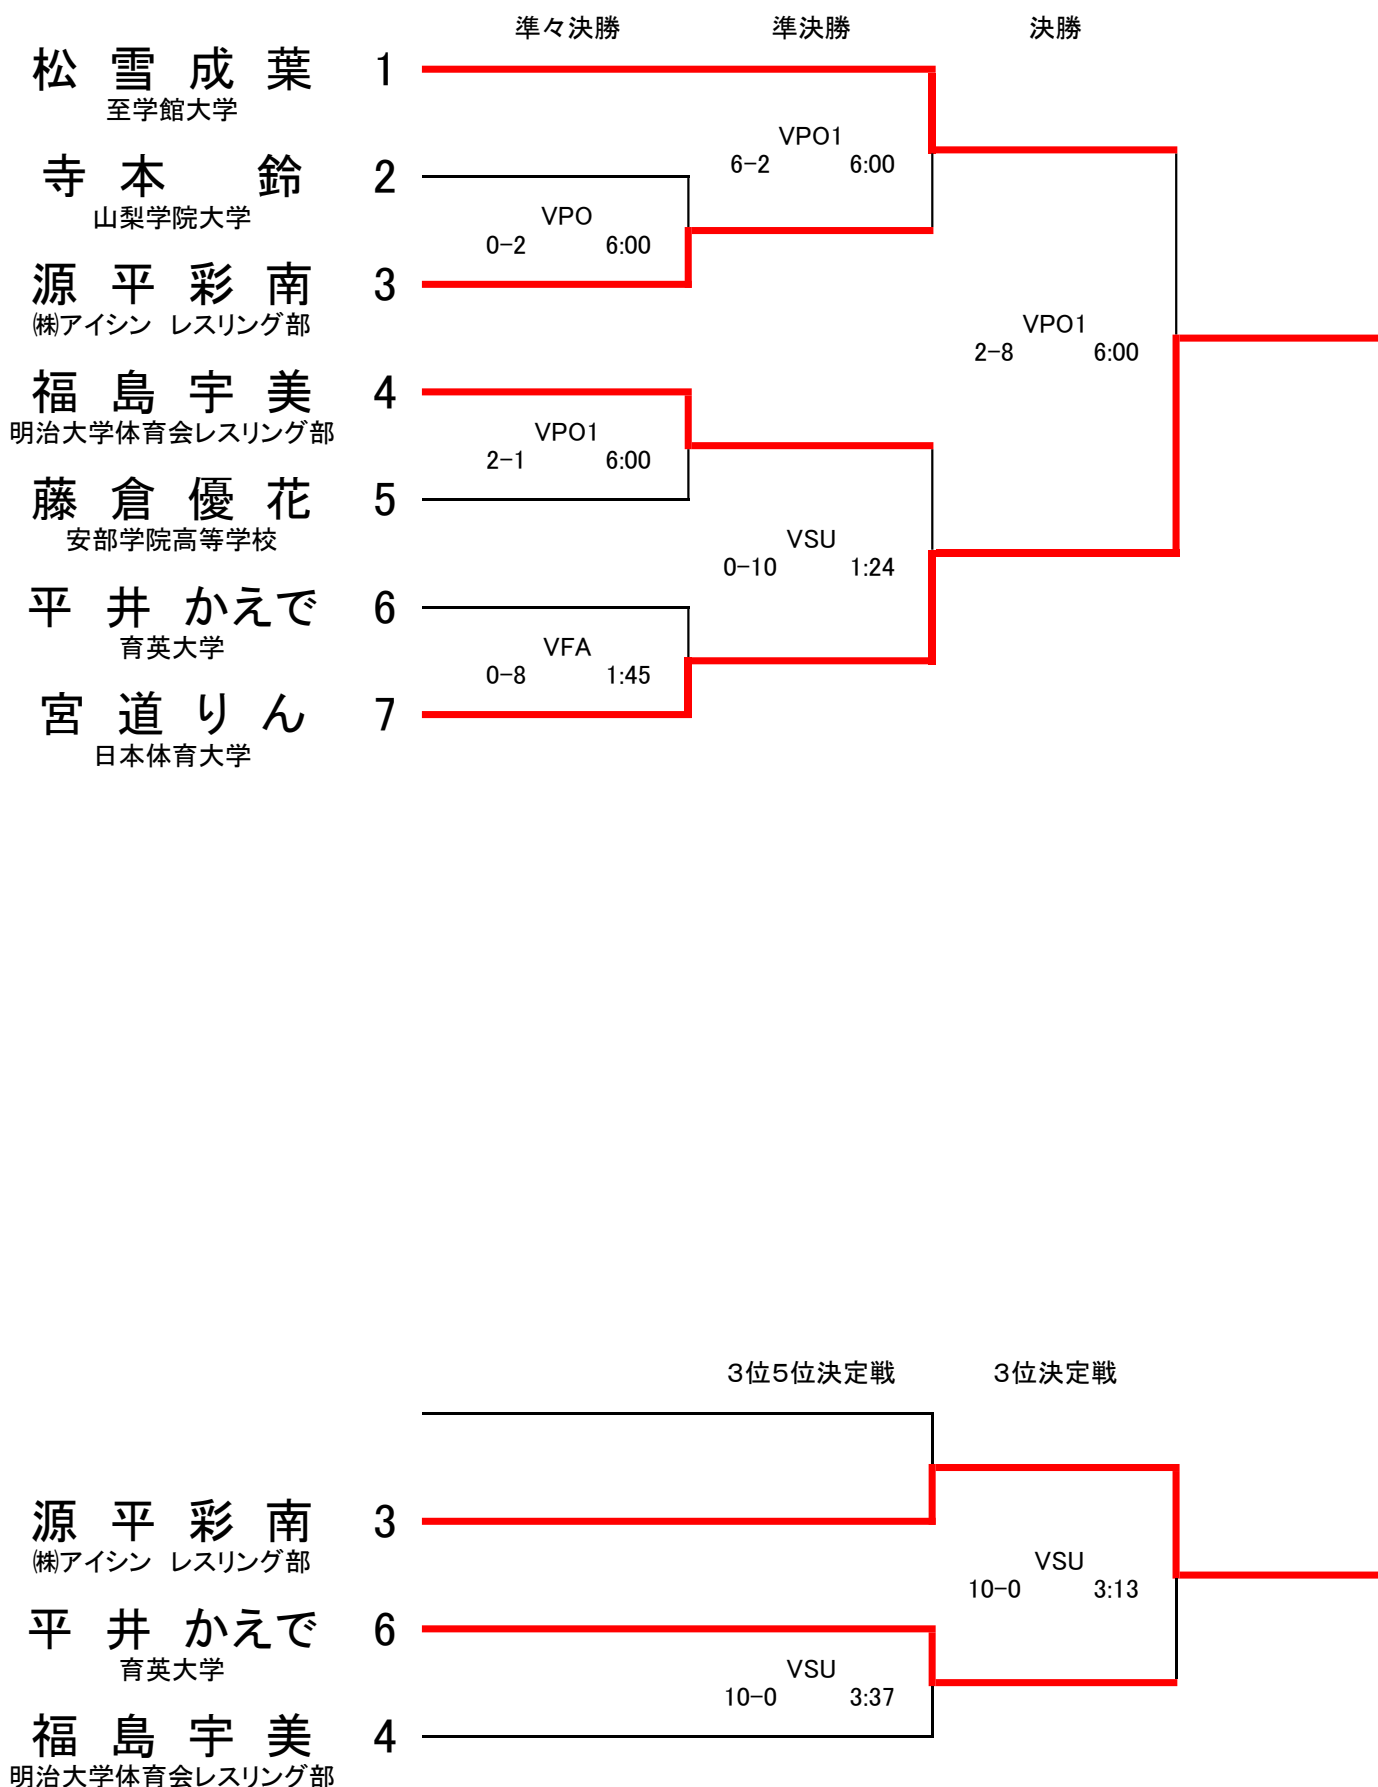 準々決勝 準決勝 決勝
松雪成葉 1
至学館大学
VPO1
6-2 6:00
寺本 鈴 2
山梨学院大学
VPO
0-2 6:00
源平彩南 3
㈱アイシン レスリング部
VPO1
2-8 6:00
福島宇美 4
明治大学体育会レスリング部
VPO1
2-1 6:00
藤倉優花 5
安部学院高等学校
VSU
0-10 1:24
平井かえで 6
育英大学
VFA
0-8 1:45
宮道りん 7
日本体育大学
3位5位決定戦 3位決定戦
源平彩南 3
㈱アイシン レスリング部
VSU
10-0 3:13
平井かえで 6
育英大学
VSU
10-0 3:37
福島宇美 4
明治大学体育会レスリング部